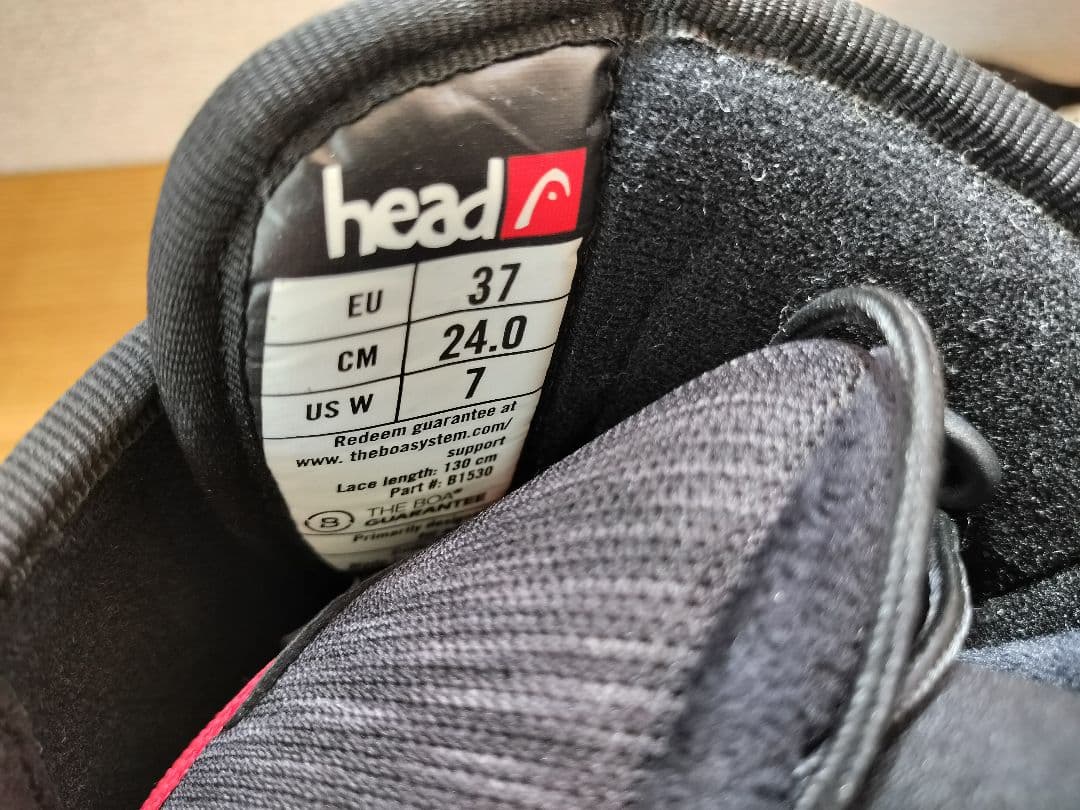 head
EU 37
CM 24.0
US W 7
Redeem guarantee at
www. theboasystem.com/
support
Lace length: 130 cm
Part #: B1530
B THE BOA®
GUARANTEE
Primarily